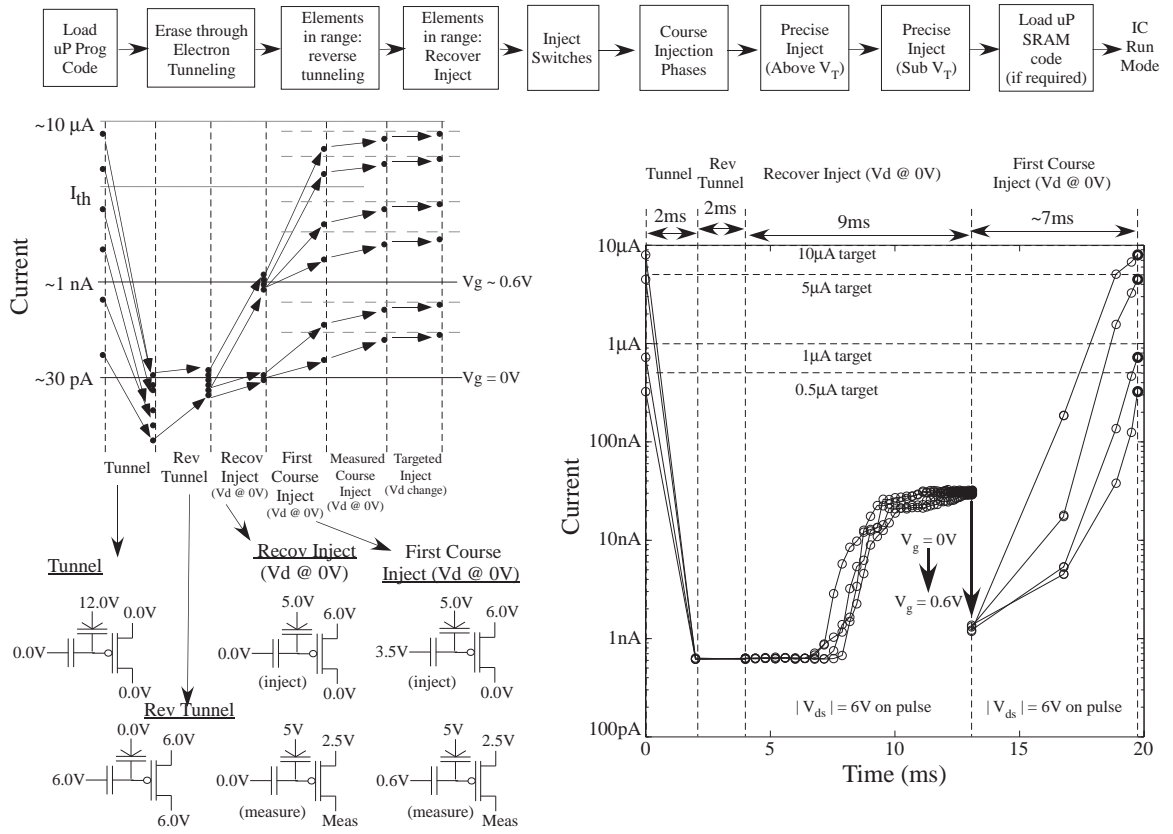 Load
uP Prog
Code
Erase through
Electron
Tunneling
Elements
in range:
reverse
tunneling
Elements
in range:
Recover
Inject
Inject
Switches
Course
Injection
Phases
Precise
Inject
(Above VT)
Precise
Inject
(Sub VT)
Load uP
SRAM
code
(if required)
IC
Run
Mode
Current
~10 μA
Ith
~1 nA
~30 pA
Vg ~ 0.6V
Vg = 0V
Tunnel
Rev
Tunnel
Recov
Inject
(Vd @ 0V)
First
Course
Inject
(Vd @ 0V)
Measured
Course
Inject
(Vd @ 0V)
Targeted
Inject
(Vd change)
Tunnel
12.0V
0.0V
0.0V
0.0V
Rev Tunnel
0.0V
6.0V
6.0V
6.0V
Recov Inject
(Vd @ 0V)
5.0V
6.0V
0.0V
(inject)
0.0V
5V
2.5V
0.0V
(measure)
Meas
First Course
Inject (Vd @ 0V)
5.0V
6.0V
3.5V
(inject)
0.0V
5V
2.5V
0.6V
(measure)
Meas
Tunnel
Rev
Tunnel
Recover Inject (Vd @ 0V)
First Course
Inject (Vd @ 0V)
2ms
2ms
9ms
~7ms
Current
10μA
1μA
100nA
10nA
1nA
100pA
10μA target
5μA target
1μA target
0.5μA target
Vg = 0V
Vg = 0.6V
| Vds | = 6V on pulse
| Vds | = 6V on pulse
0
5
10
15
20
Time (ms)